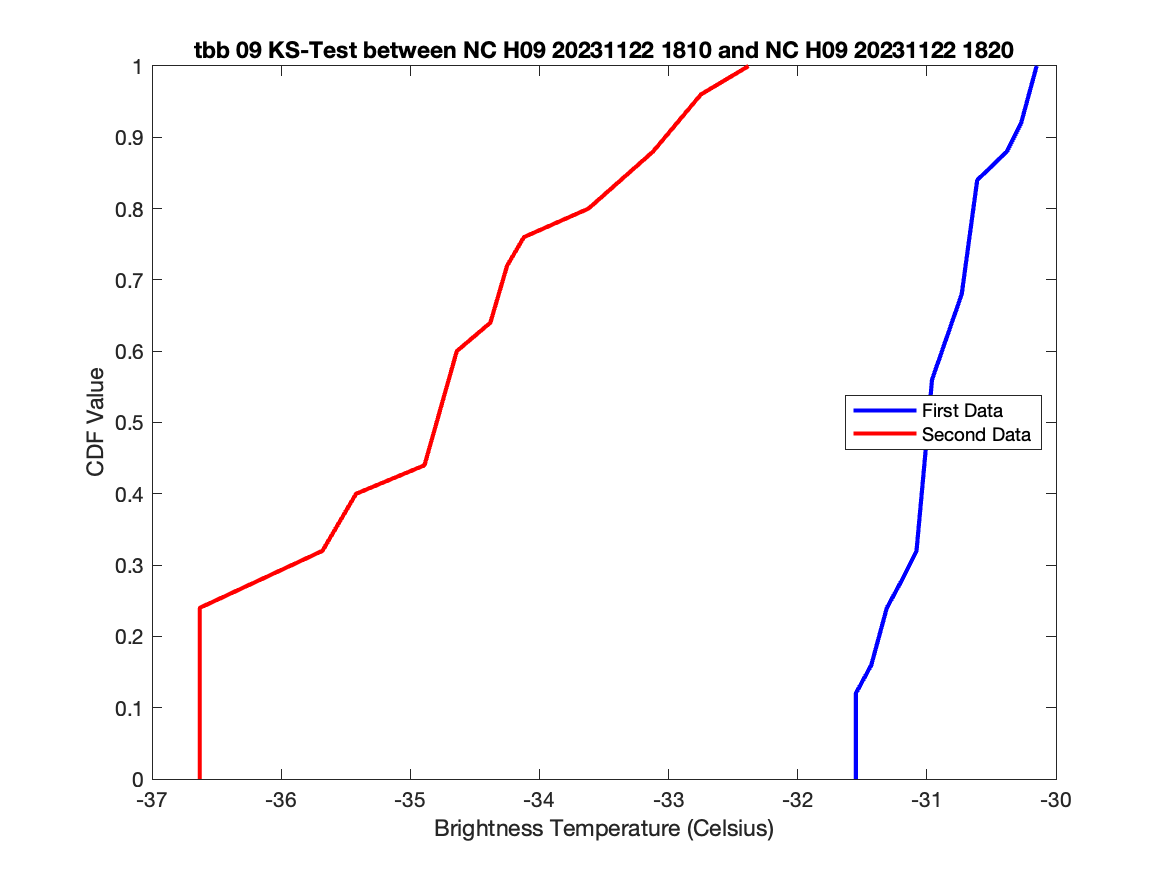 tbb 09 KS-Test between NC H09 20231122 1810 and NC H09 20231122 1820
1
0.9
0.8
0.7
0.6
0.5
0.4
0.3
0.2
0.1
0
CDF Value
First Data
Second Data
-37 -36 -35 -34 -33 -32 -31 -30
Brightness Temperature (Celsius)